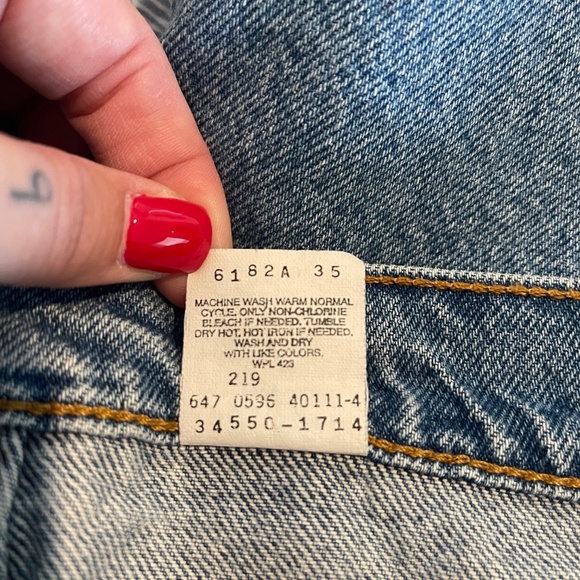 6182A 35
MACHINE WASH WARM NORMAL
CYCLE. ONLY NON-CHLORINE
BLEACH IF NEEDED. TUMBLE
DRY HOT, HOT IRON IF NEEDED.
WASH AND DRY
WITH LIKE COLORS.
WPL 423
219
647 0596 40111-4
34550-1714
b